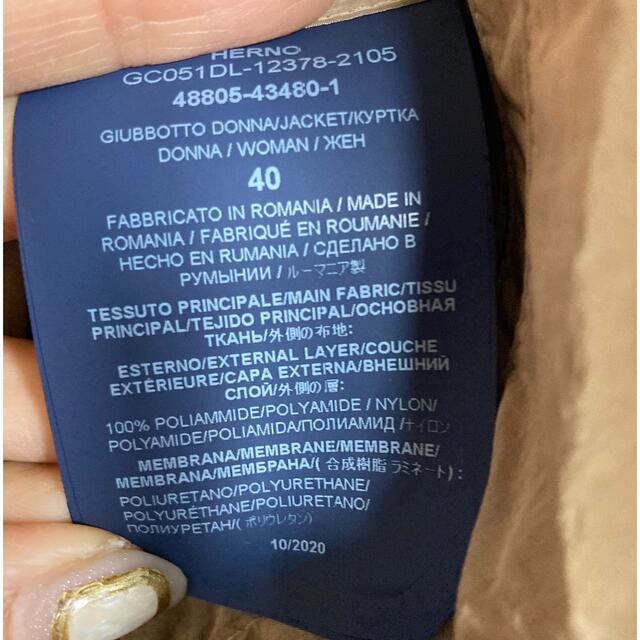 HERNO
GC051DL-12378-2105
48805-43480-1
GIUBBOTTO DONNA/JACKET/КУРТКА
DONNA / WOMAN / ЖЕН
40
FABBRICATO IN ROMANIA / MADE IN
ROMANIA / FABRIQUÉ EN ROUMANIE /
HECHO EN RUMANIA / СДЕЛАНО В
РУМЫНИИ / ルーマニア製
TESSUTO PRINCIPALE/MAIN FABRIC/TISSU
PRINCIPAL/TEJIDO PRINCIPAL/ОСНОВНАЯ
ТКАНЬ/外側の布地:
ESTERNO/EXTERNAL LAYER/COUCHE
EXTÉRIEURE/CAPA EXTERNA/ВНЕШНИЙ
СЛОЙ/外側の層:
100% POLIAMMIDE/POLYAMIDE / NYLON/
POLYAMIDE/POLIAMIDA/ПОЛИАМИД /ナイロン
MEMBRANA/MEMBRANE/MEMBRANE/
MEMBRANA/МЕМБРАНА/( 合成樹脂 ラミネート) :
POLIURETANO/POLYURETHANE/
POLYURÉTHANE/POLIURETANO/
ПОЛИУРЕТАН/( ポリウレタン)
10/2020